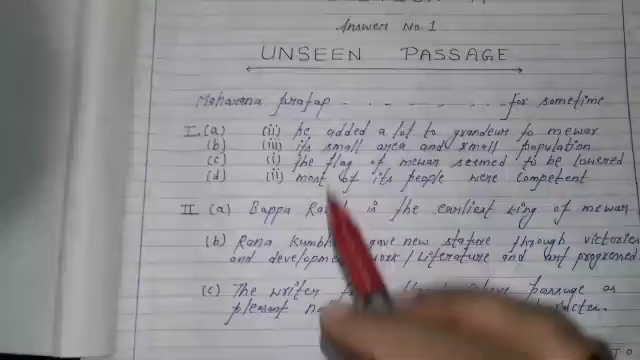 Answer No 1
UNSEEN PASSAGE
Maharana pratap . . . . . . . . . . . . . for sometime
I. (a) (ii) he added a lot to grandeur to mewar
(b) (iii) its small area and small population
(c) (i) the flag of mewar seemed to be lowered
(d) (ii) most of its people were competent
II (a) Bappa is the earliest king of mewar
(b) Rana gave new stature through victories
and work / Literature and art progressed
(c) The writer passage as
pleasant